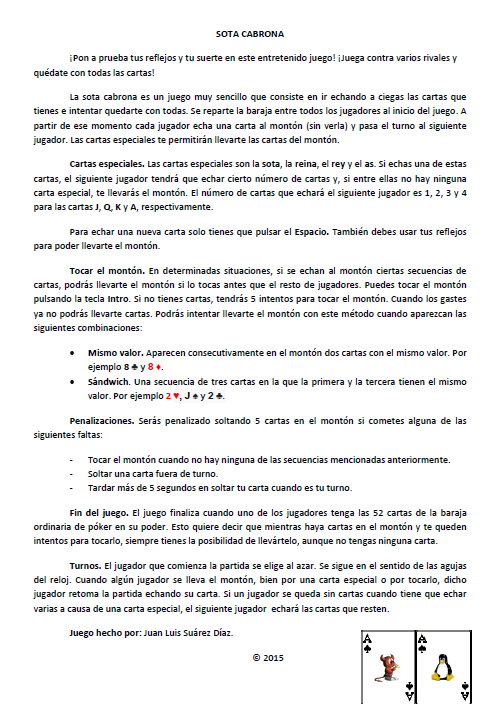 SOTA CABRONA
¡Pon a prueba tus reflejos y tu suerte en este entretenido juego! ¡Juega contra varios rivales y
quédate con todas las cartas!
La sota cabrona es un juego muy sencillo que consiste en ir echando a ciegas las cartas que
tienes e intentar quedarte con todas. Se reparte la baraja entre todos los jugadores al inicio del juego. A
partir de ese momento cada jugador echa una carta al montón (sin verla) y pasa el turno al siguiente
jugador. Las cartas especiales te permitirán llevarte las cartas del montón.
Cartas especiales. Las cartas especiales son la sota, la reina, el rey y el as. Si echas una de estas
cartas, el siguiente jugador tendrá que echar cierto número de cartas y, si entre ellas no hay ninguna
carta especial, te llevarás el montón. El número de cartas que echará el siguiente jugador es 1, 2, 3 y 4
para las cartas J, Q, K y A, respectivamente.
Para echar una nueva carta solo tienes que pulsar el Espacio. También debes usar tus reflejos
para poder llevarte el montón.
Tocar el montón. En determinadas situaciones, si se echan al montón ciertas secuencias de
cartas, podrás llevarte el montón si lo tocas antes que el resto de jugadores. Puedes tocar el montón
pulsando la tecla Intro. Si no tienes cartas, tendrás 5 intentos para tocar el montón. Cuando los gastes
ya no podrás llevarte cartas. Podrás intentar llevarte el montón con este método cuando aparezcan las
siguientes combinaciones:
• Mismo valor. Aparecen consecutivamente en el montón dos cartas con el mismo valor. Por
ejemplo 8 ♣ y 8 ♦.
• Sándwich. Una secuencia de tres cartas en la que la primera y la tercera tienen el mismo
valor. Por ejemplo 2 ♥, J ♠ y 2 ♣.
Penalizaciones. Serás penalizado soltando 5 cartas en el montón si cometes alguna de las
siguientes faltas:
- Tocar el montón cuando no hay ninguna de las secuencias mencionadas anteriormente.
- Soltar una carta fuera de turno.
- Tardar más de 5 segundos en soltar tu carta cuando es tu turno.
Fin del juego. El juego finaliza cuando uno de los jugadores tenga las 52 cartas de la baraja
ordinaria de póker en su poder. Esto quiere decir que mientras haya cartas en el montón y te queden
intentos para tocarlo, siempre tienes la posibilidad de llevártelo, aunque no tengas ninguna carta.
Turnos. El jugador que comienza la partida se elige al azar. Se sigue en el sentido de las agujas
del reloj. Cuando algún jugador se lleva el montón, bien por una carta especial o por tocarlo, dicho
jugador retoma la partida echando su carta. Si un jugador se queda sin cartas cuando tiene que echar
varias a causa de una carta especial, el siguiente jugador echará las cartas que resten.
Juego hecho por: Juan Luis Suárez Díaz.
© 2015
A ♠ A ♠
A ♠ A ♠